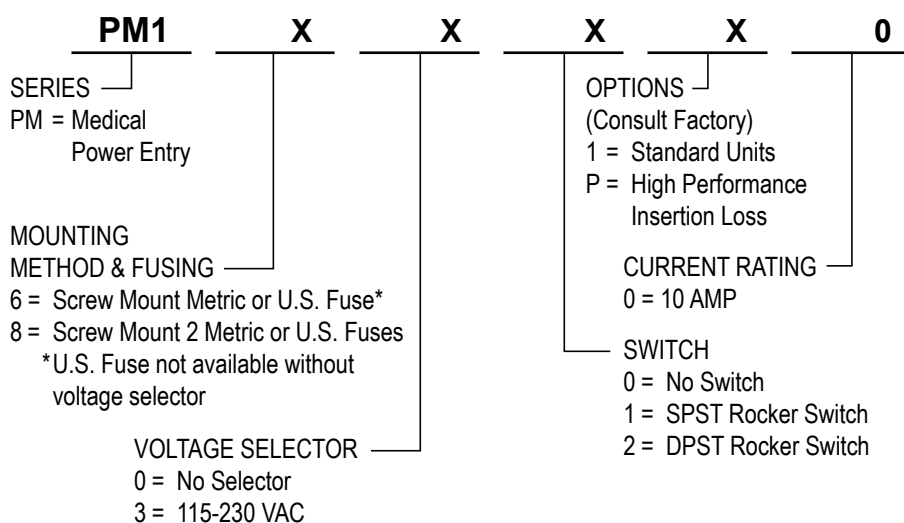 PM1 X X X X 0
SERIES
PM = Medical
Power Entry
MOUNTING
METHOD & FUSING
6 = Screw Mount Metric or U.S. Fuse*
8 = Screw Mount 2 Metric or U.S. Fuses
*U.S. Fuse not available without
voltage selector
VOLTAGE SELECTOR
0 = No Selector
3 = 115-230 VAC
OPTIONS
(Consult Factory)
1 = Standard Units
P = High Performance
Insertion Loss
CURRENT RATING
0 = 10 AMP
SWITCH
0 = No Switch
1 = SPST Rocker Switch
2 = DPST Rocker Switch